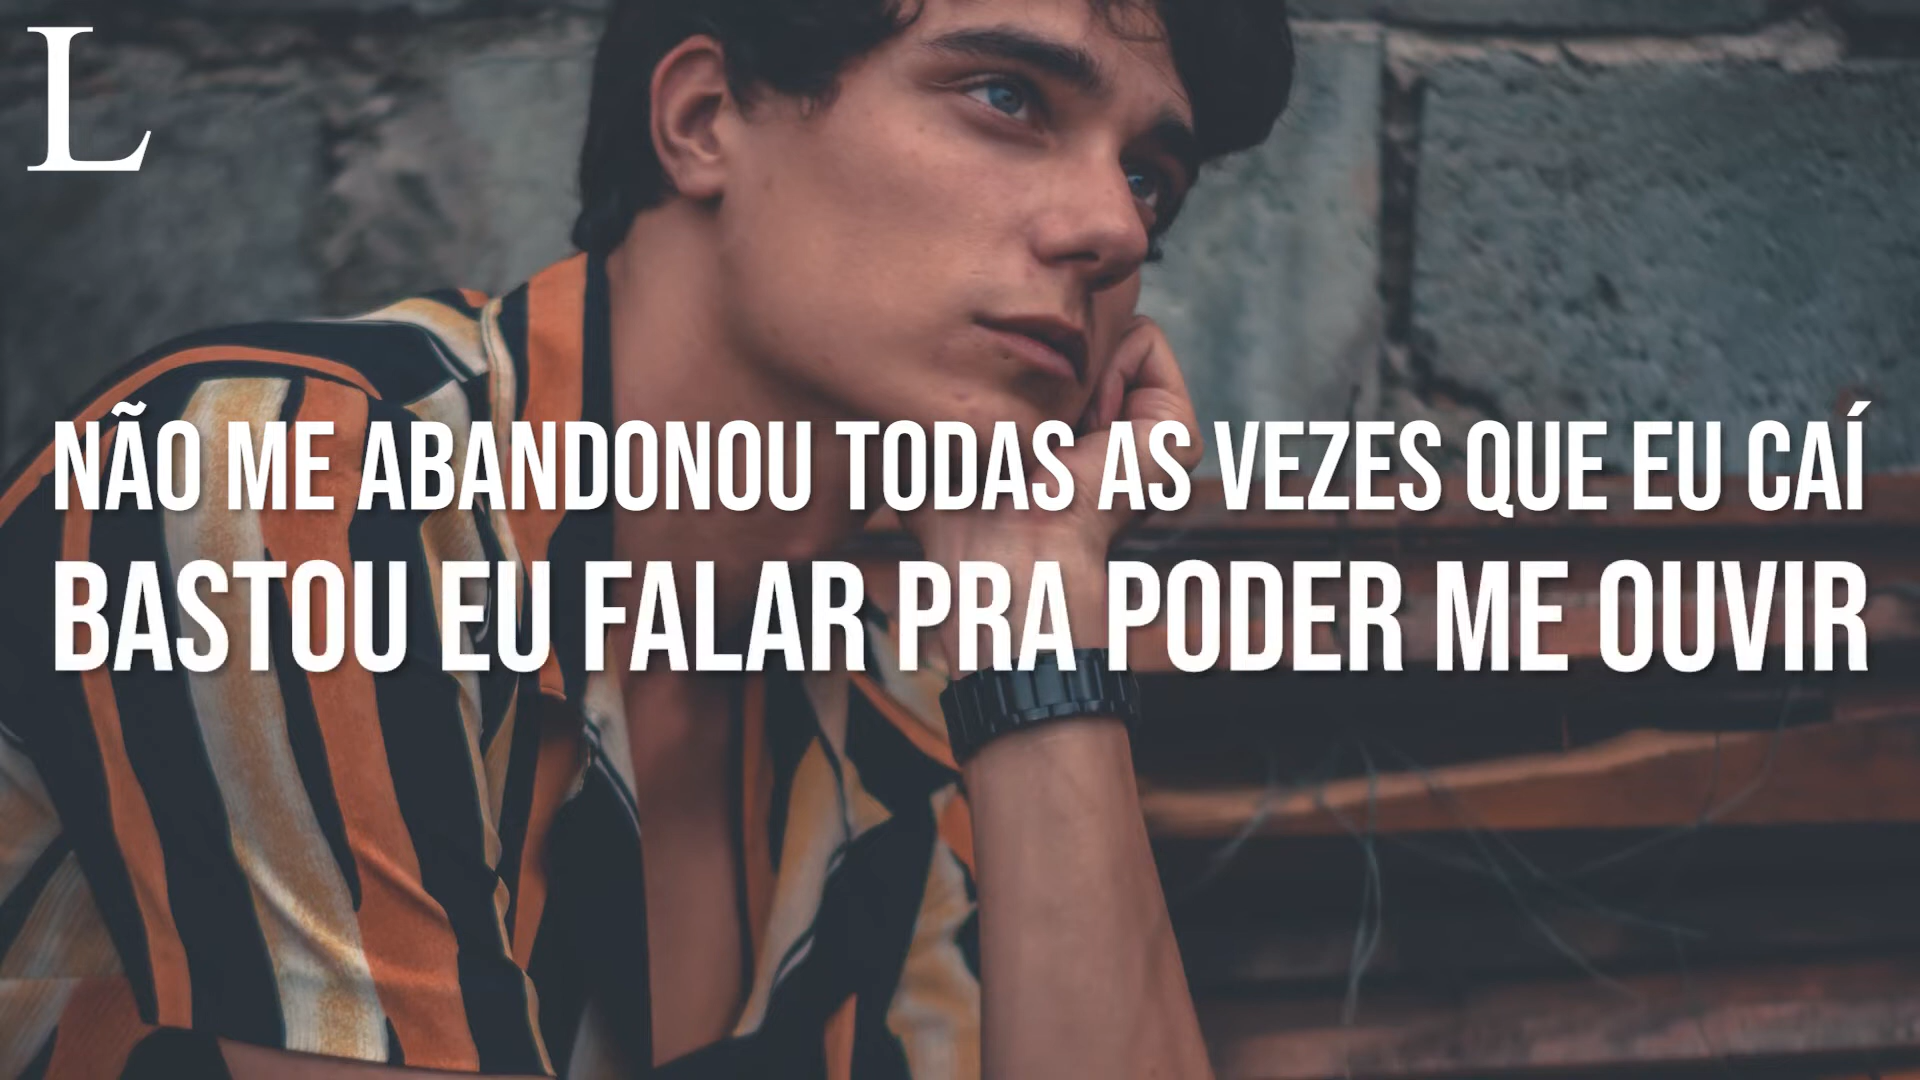 L
NÃO ME ABANDONOU TODAS AS VEZES QUE EU CAÍ
BASTOU EU FALAR PRA PODER ME OUVIR